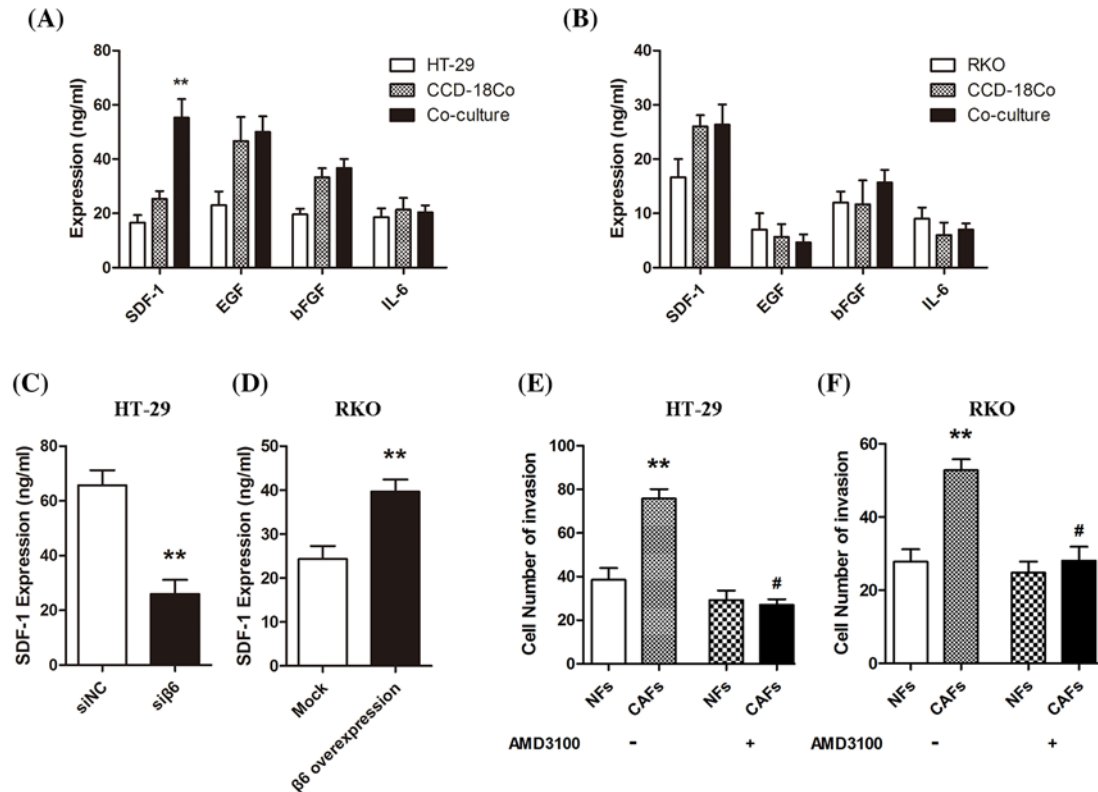 (A)
Expression (ng/ml)
80
60
40
20
0
**
HT-29
CCD-18Co
Co-culture
SDF-1
EGF
bFGF
IL-6
(B)
Expression (ng/ml)
40
30
20
10
0
RKO
CCD-18Co
Co-culture
SDF-1
EGF
bFGF
IL-6
(C)
HT-29
SDF-1 Expression (ng/ml)
80
60
40
20
0
**
siNC
siβ6
(D)
RKO
SDF-1 Expression (ng/ml)
50
40
30
20
10
0
**
Mock
β6 overexpression
(E)
HT-29
Cell Number of invasion
100
80
60
40
20
0
**
#
NFs
CAFs
NFs
CAFs
AMD3100 - +
(F)
RKO
Cell Number of invasion
60
40
20
0
**
#
NFs
CAFs
NFs
CAFs
AMD3100 - +